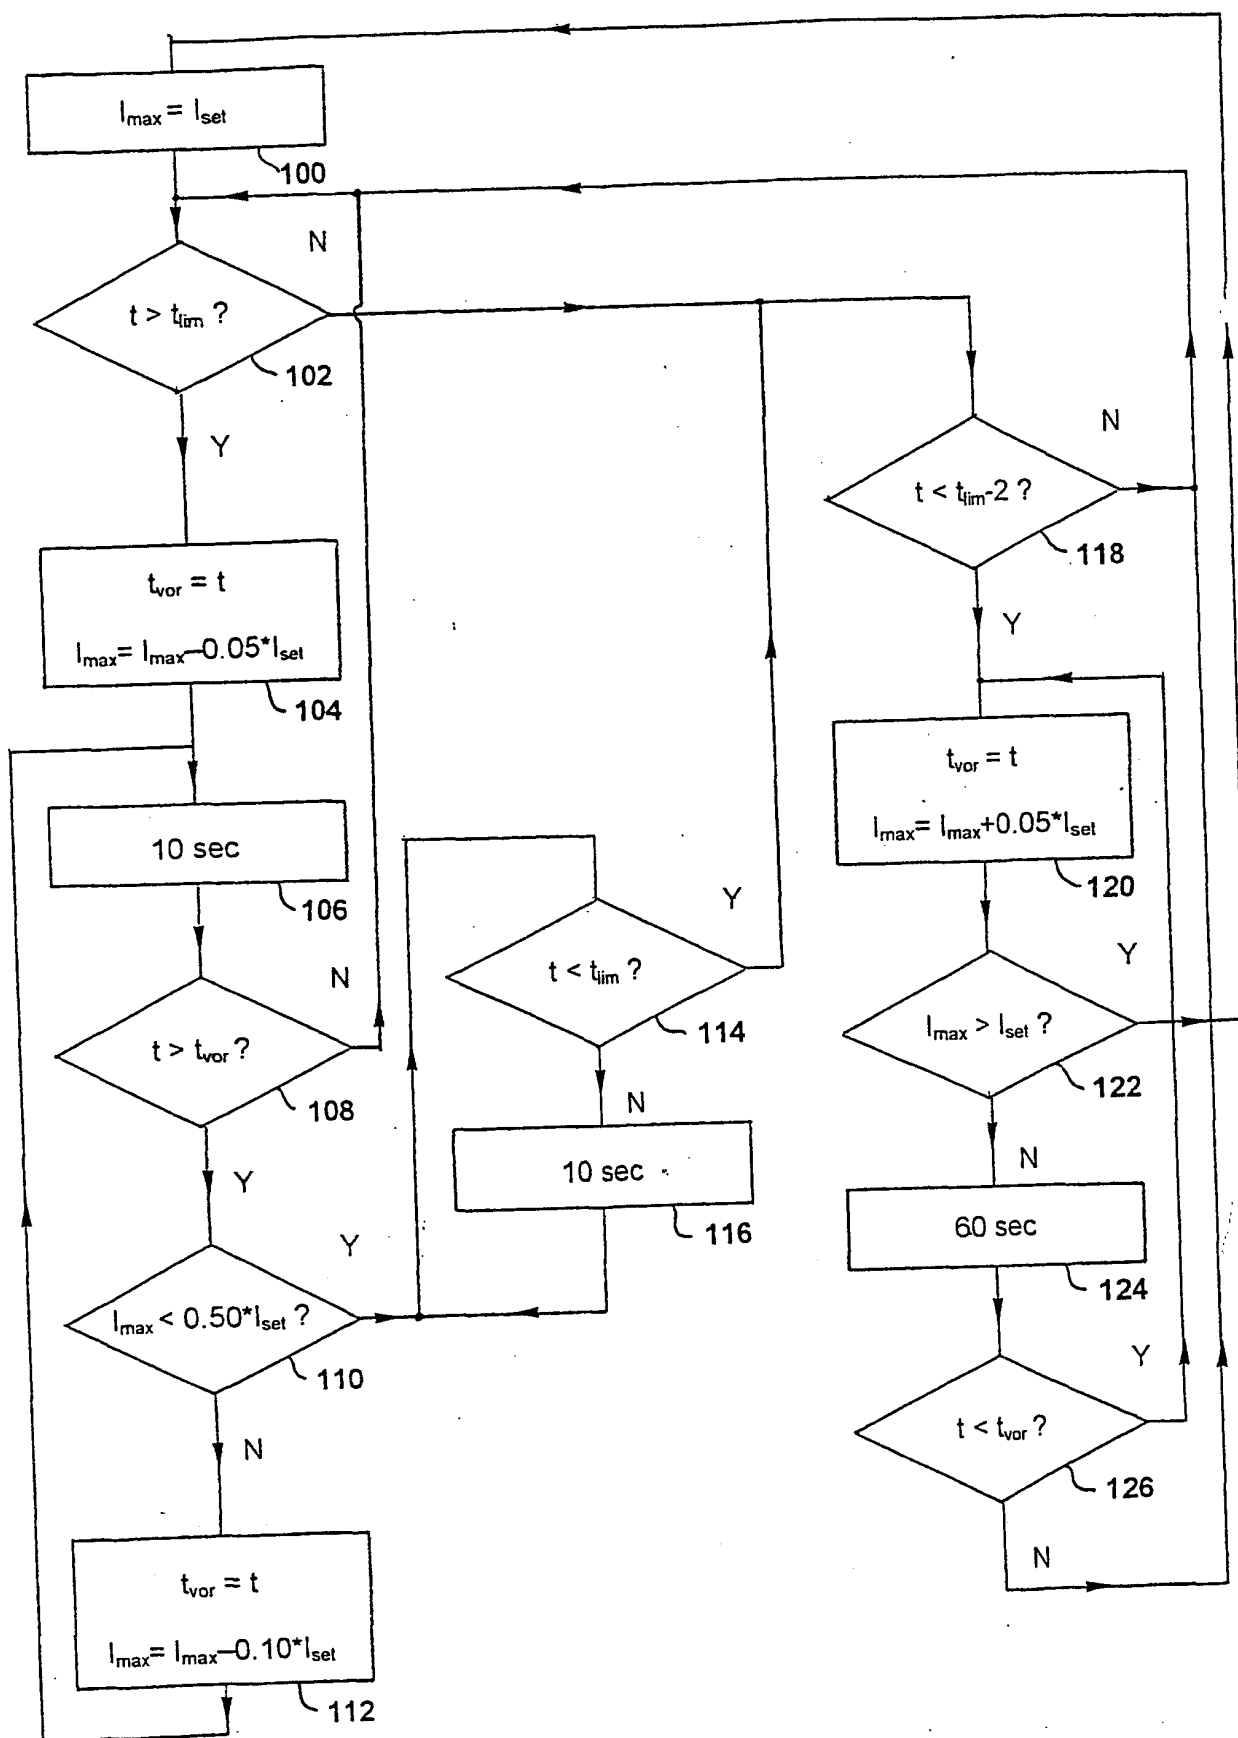 Imax = Iset
100
N
t > tlim ?
102
Y
tvor = t
Imax= Imax–0.05*Iset
104
10 sec
106
N
t > tvor ?
108
Y
Y
Imax < 0.50*Iset ?
110
N
tvor = t
Imax= Imax–0.10*Iset
112
Y
t < tlim ?
114
N
10 sec
116
N
t < tlim-2 ?
118
Y
tvor = t
Imax= Imax+0.05*Iset
120
Y
Imax > Iset ?
122
N
60 sec
124
Y
t < tvor ?
126
N